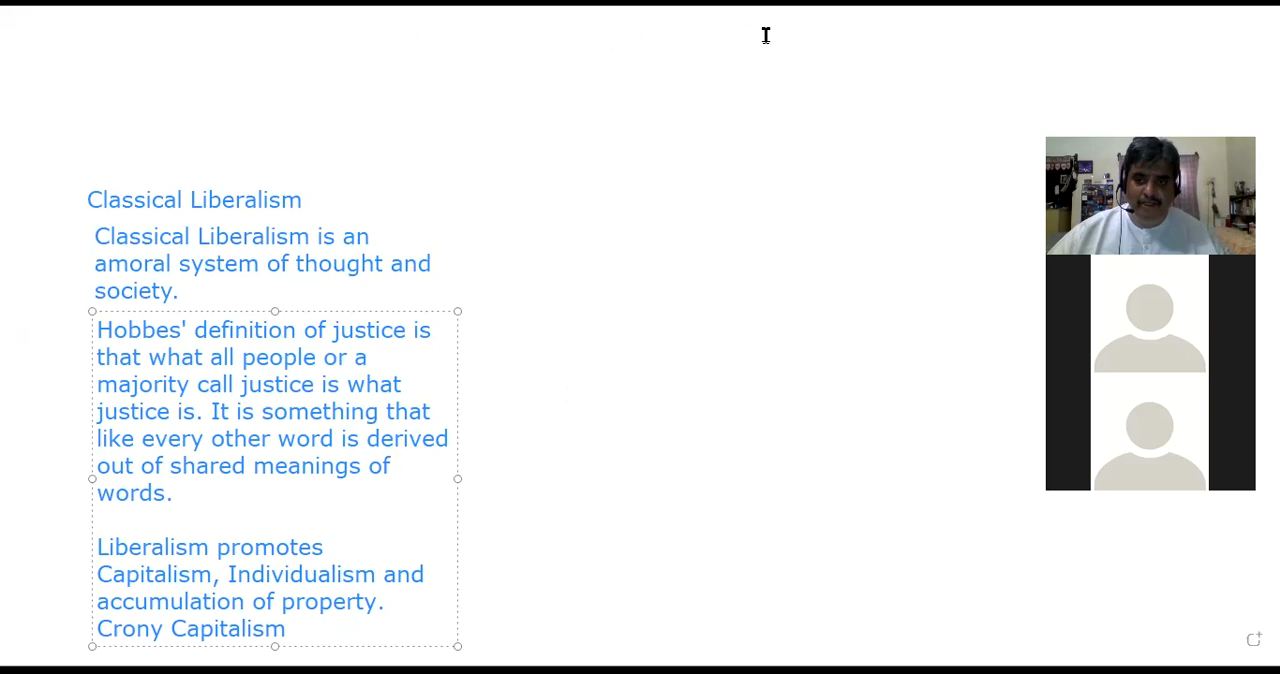 Classical Liberalism
Classical Liberalism is an
amoral system of thought and
society.
Hobbes' definition of justice is
that what all people or a
majority call justice is what
justice is. It is something that
like every other word is derived
out of shared meanings of
words.
Liberalism promotes
Capitalism, Individualism and
accumulation of property.
Crony Capitalism